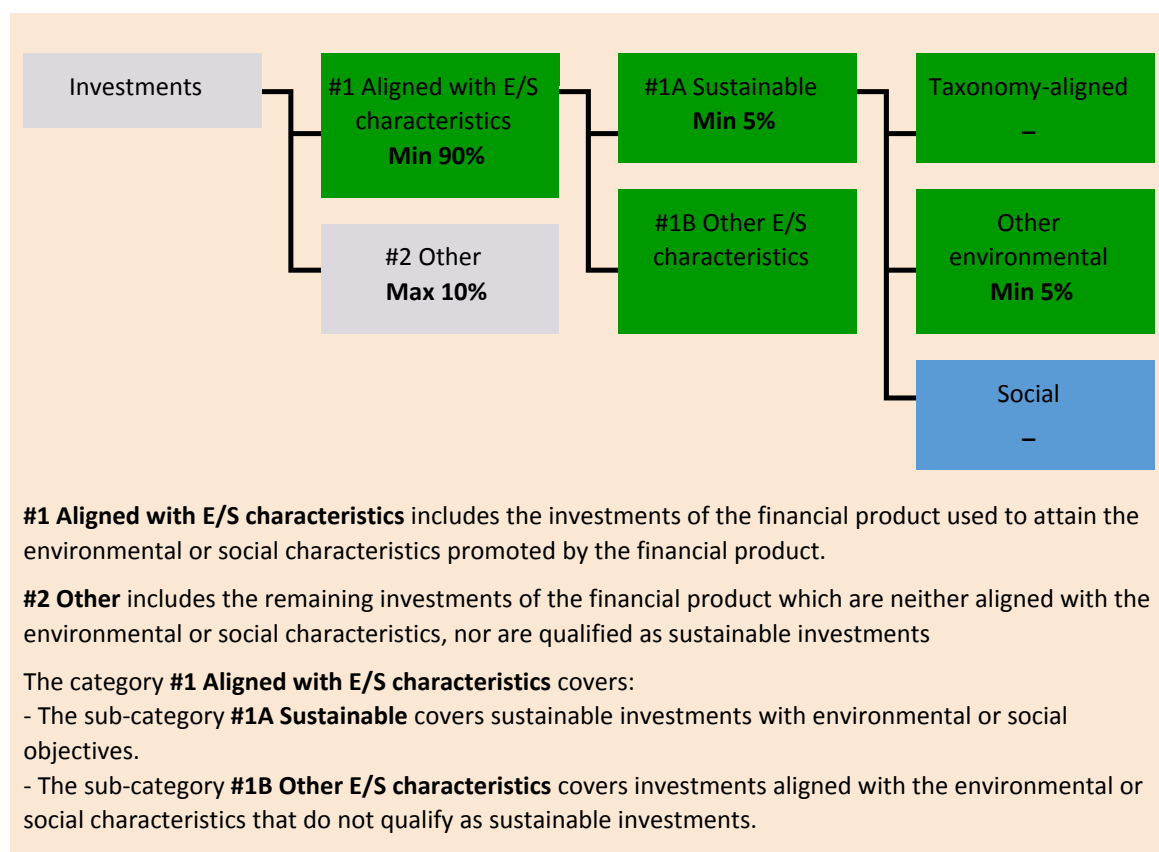 Investments
#1 Aligned with E/S
characteristics
Min 90%
#2 Other
Max 10%
#1A Sustainable
Min 5%
#1B Other E/S
characteristics
Taxonomy-aligned
–
Other
environmental
Min 5%
Social
–
#1 Aligned with E/S characteristics includes the investments of the financial product used to attain the
environmental or social characteristics promoted by the financial product.
#2 Other includes the remaining investments of the financial product which are neither aligned with the
environmental or social characteristics, nor are qualified as sustainable investments
The category #1 Aligned with E/S characteristics covers:
- The sub-category #1A Sustainable covers sustainable investments with environmental or social
objectives.
- The sub-category #1B Other E/S characteristics covers investments aligned with the environmental or
social characteristics that do not qualify as sustainable investments.